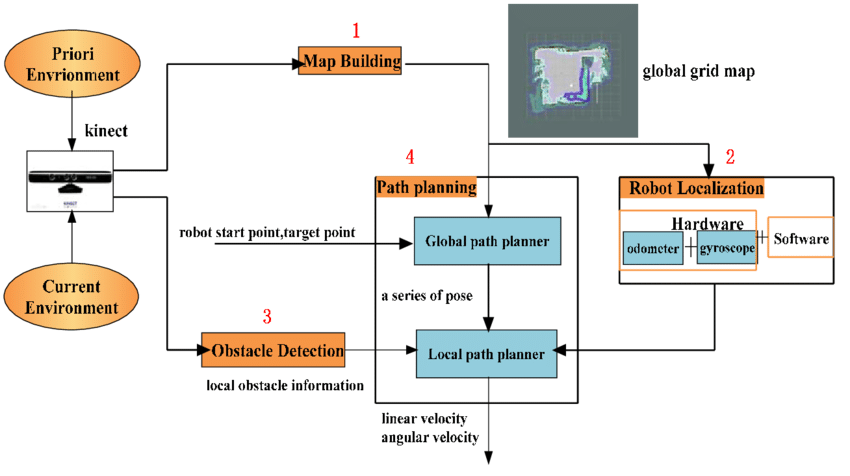 Priori
Envrionment
kinect
KINECT
Current
Environment
1
Map Building
global grid map
2
Robot Localization
Hardware
odometer
+
gyroscope
+
Software
4
Path planning
robot start point,target point
Global path planner
a series of pose
3
Obstacle Detection
local obstacle information
Local path planner
linear velocity
angular velocity